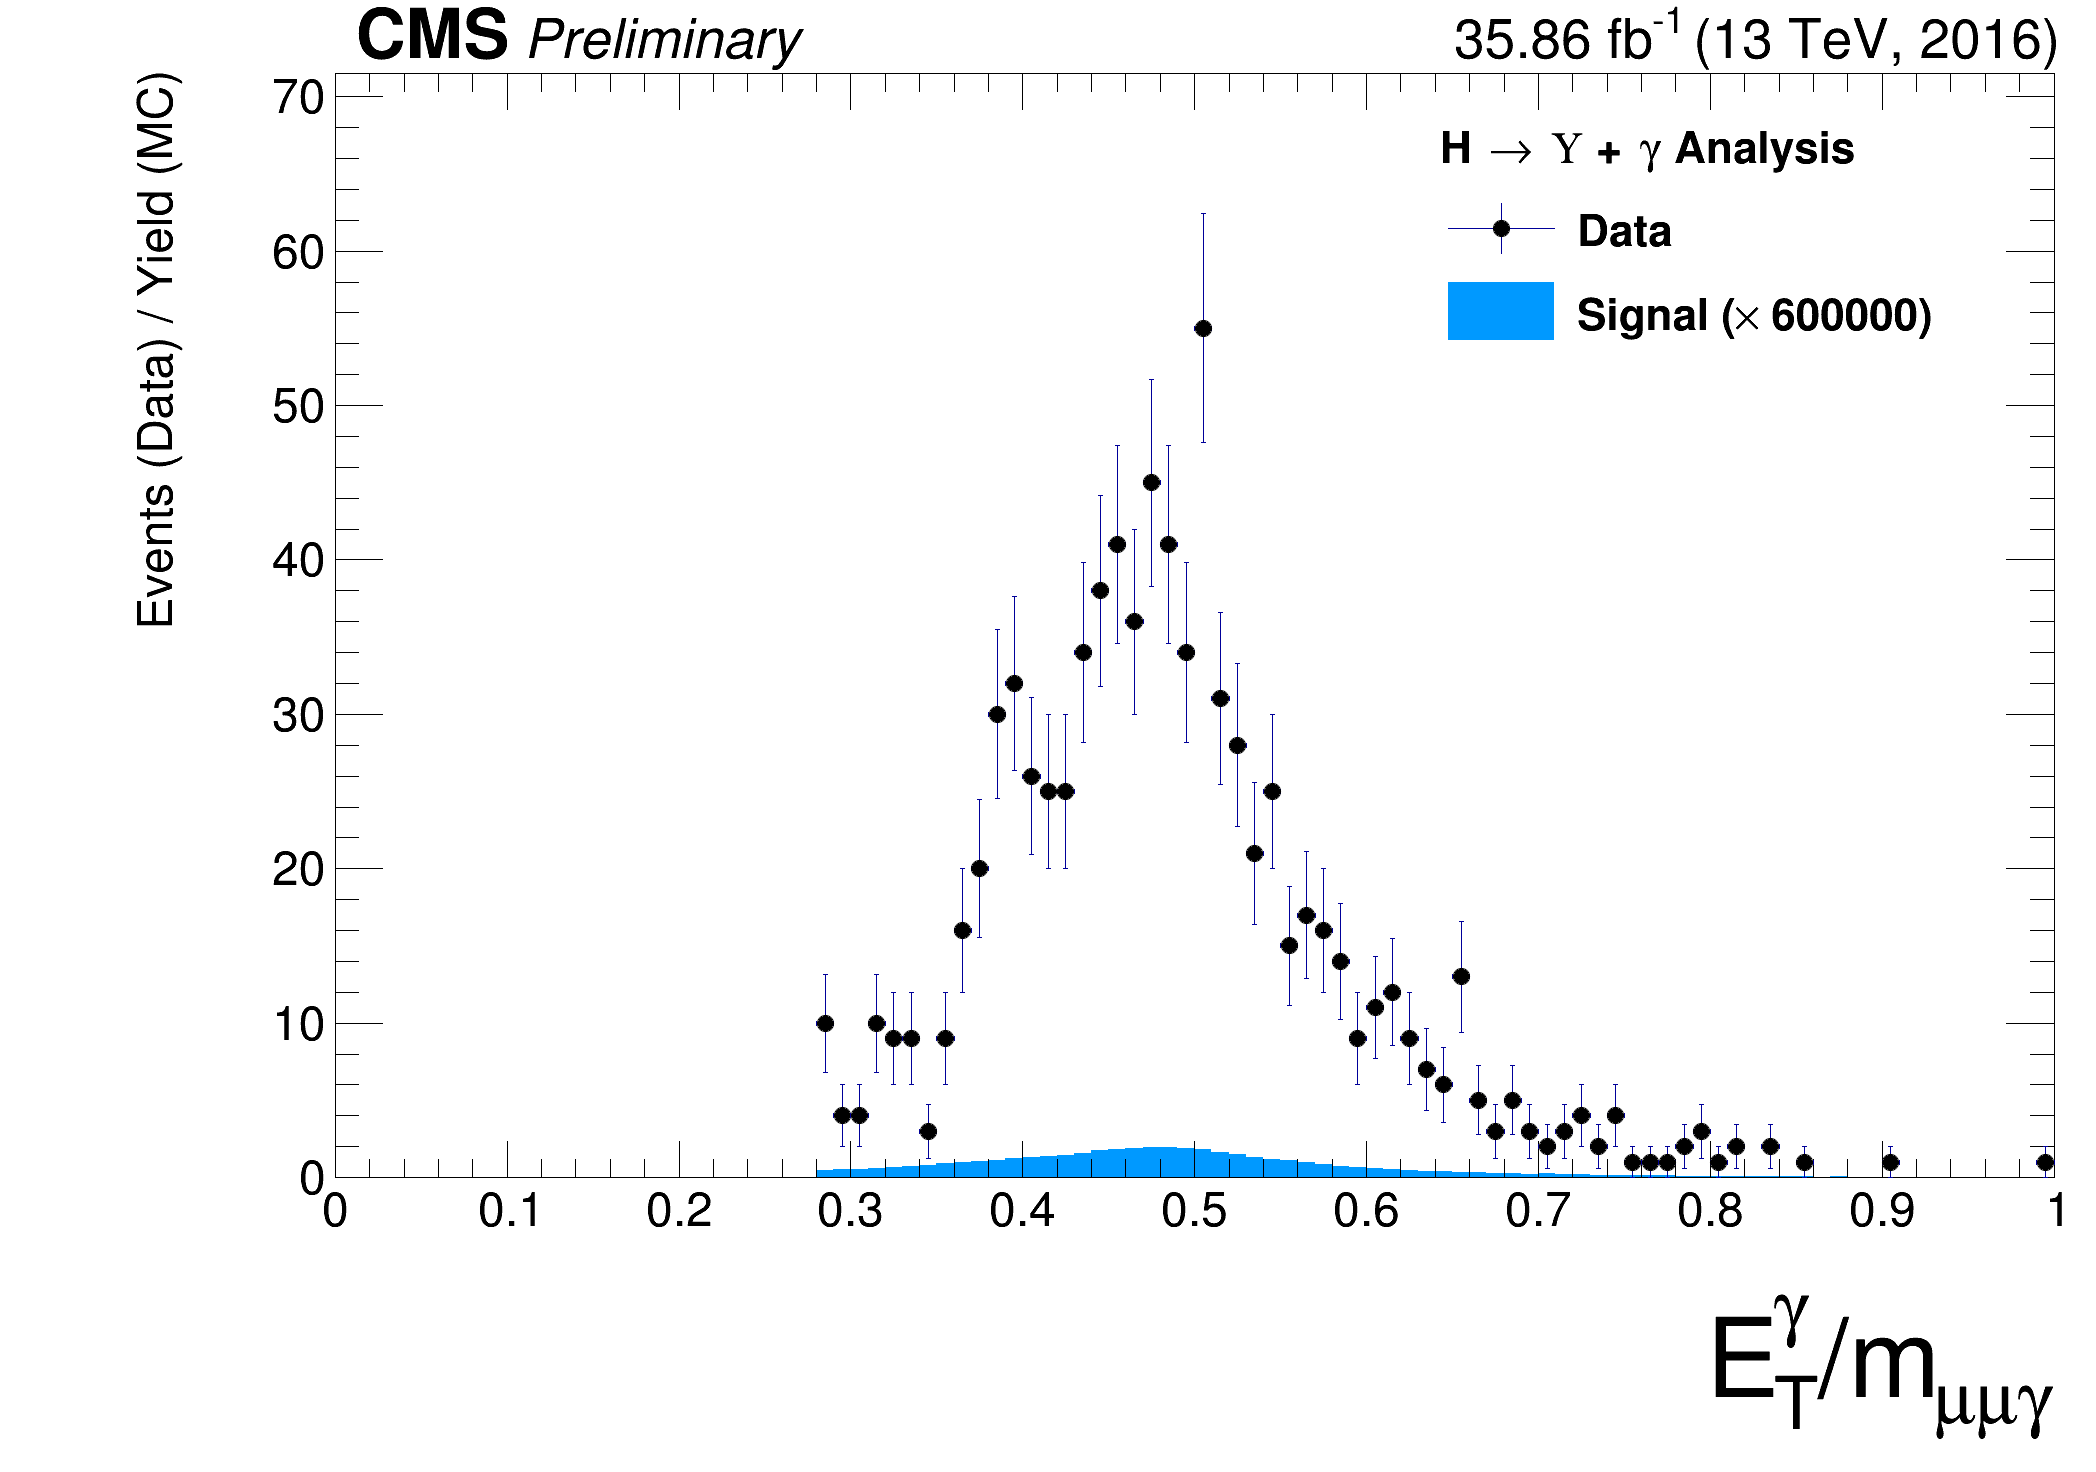 CMS Preliminary
35.86 fb⁻¹ (13 TeV, 2016)
Events (Data) / Yield (MC)
70
60
50
40
30
20
10
0
H → Υ + γ Analysis
Data
Signal (× 600000)
0 0.1 0.2 0.3 0.4 0.5 0.6 0.7 0.8 0.9 1
E_T^γ/m_μμγ